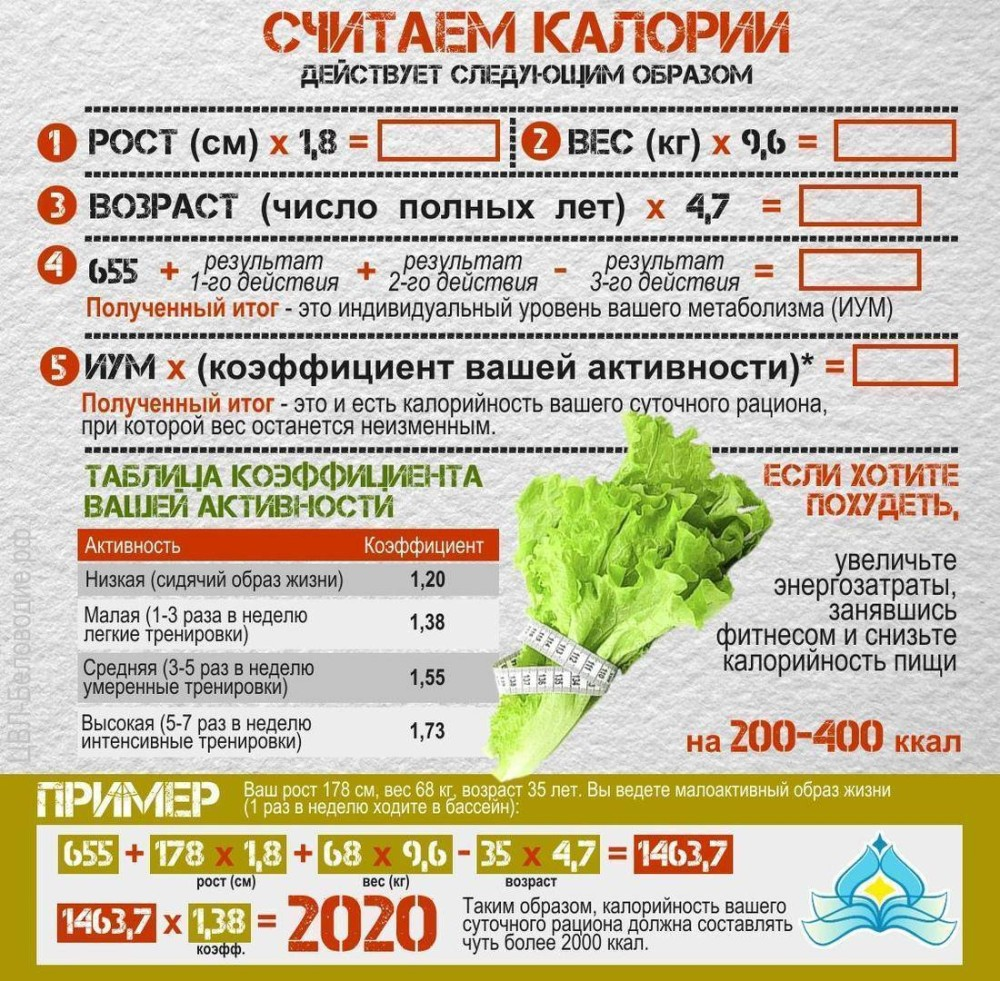 СЧИТАЕМ КАЛОРИИ
ДЕЙСТВУЕТ СЛЕДУЮЩИМ ОБРАЗОМ
1 РОСТ (см) x 1,8 =
2 ВЕС (кг) x 9,6 =
3 ВОЗРАСТ (число полных лет) x 4,7 =
4 655 + результат 1-го действия + результат 2-го действия - результат 3-го действия =
Полученный итог - это индивидуальный уровень вашего метаболизма (ИУМ)
5 ИУМ x (коэффициент вашей активности)* =
Полученный итог - это и есть калорийность вашего суточного рациона,
при которой вес останется неизменным.
ТАБЛИЦА КОЭФФИЦИЕНТА
ВАШЕЙ АКТИВНОСТИ
Активность Коэффициент
Низкая (сидячий образ жизни) 1,20
Малая (1-3 раза в неделю
легкие тренировки) 1,38
Средняя (3-5 раз в неделю
умеренные тренировки) 1,55
Высокая (5-7 раз в неделю
интенсивные тренировки) 1,73
ЕСЛИ ХОТИТЕ
ПОХУДЕТЬ,
увеличьте
энергозатраты,
занявшись
фитнесом и снизьте
калорийность пищи
на 200-400 ккал
ЦВЛ-Беловодье.рф
ПРИМЕР
Ваш рост 178 см, вес 68 кг, возраст 35 лет. Вы ведете малоактивный образ жизни
(1 раз в неделю ходите в бассейн):
655 + 178 x 1,8 + 68 x 9,6 - 35 x 4,7 = 1463,7
рост (см) вес (кг) возраст
1463,7 x 1,38 = 2020
коэфф.
Таким образом, калорийность вашего
суточного рациона должна составлять
чуть более 2000 ккал.